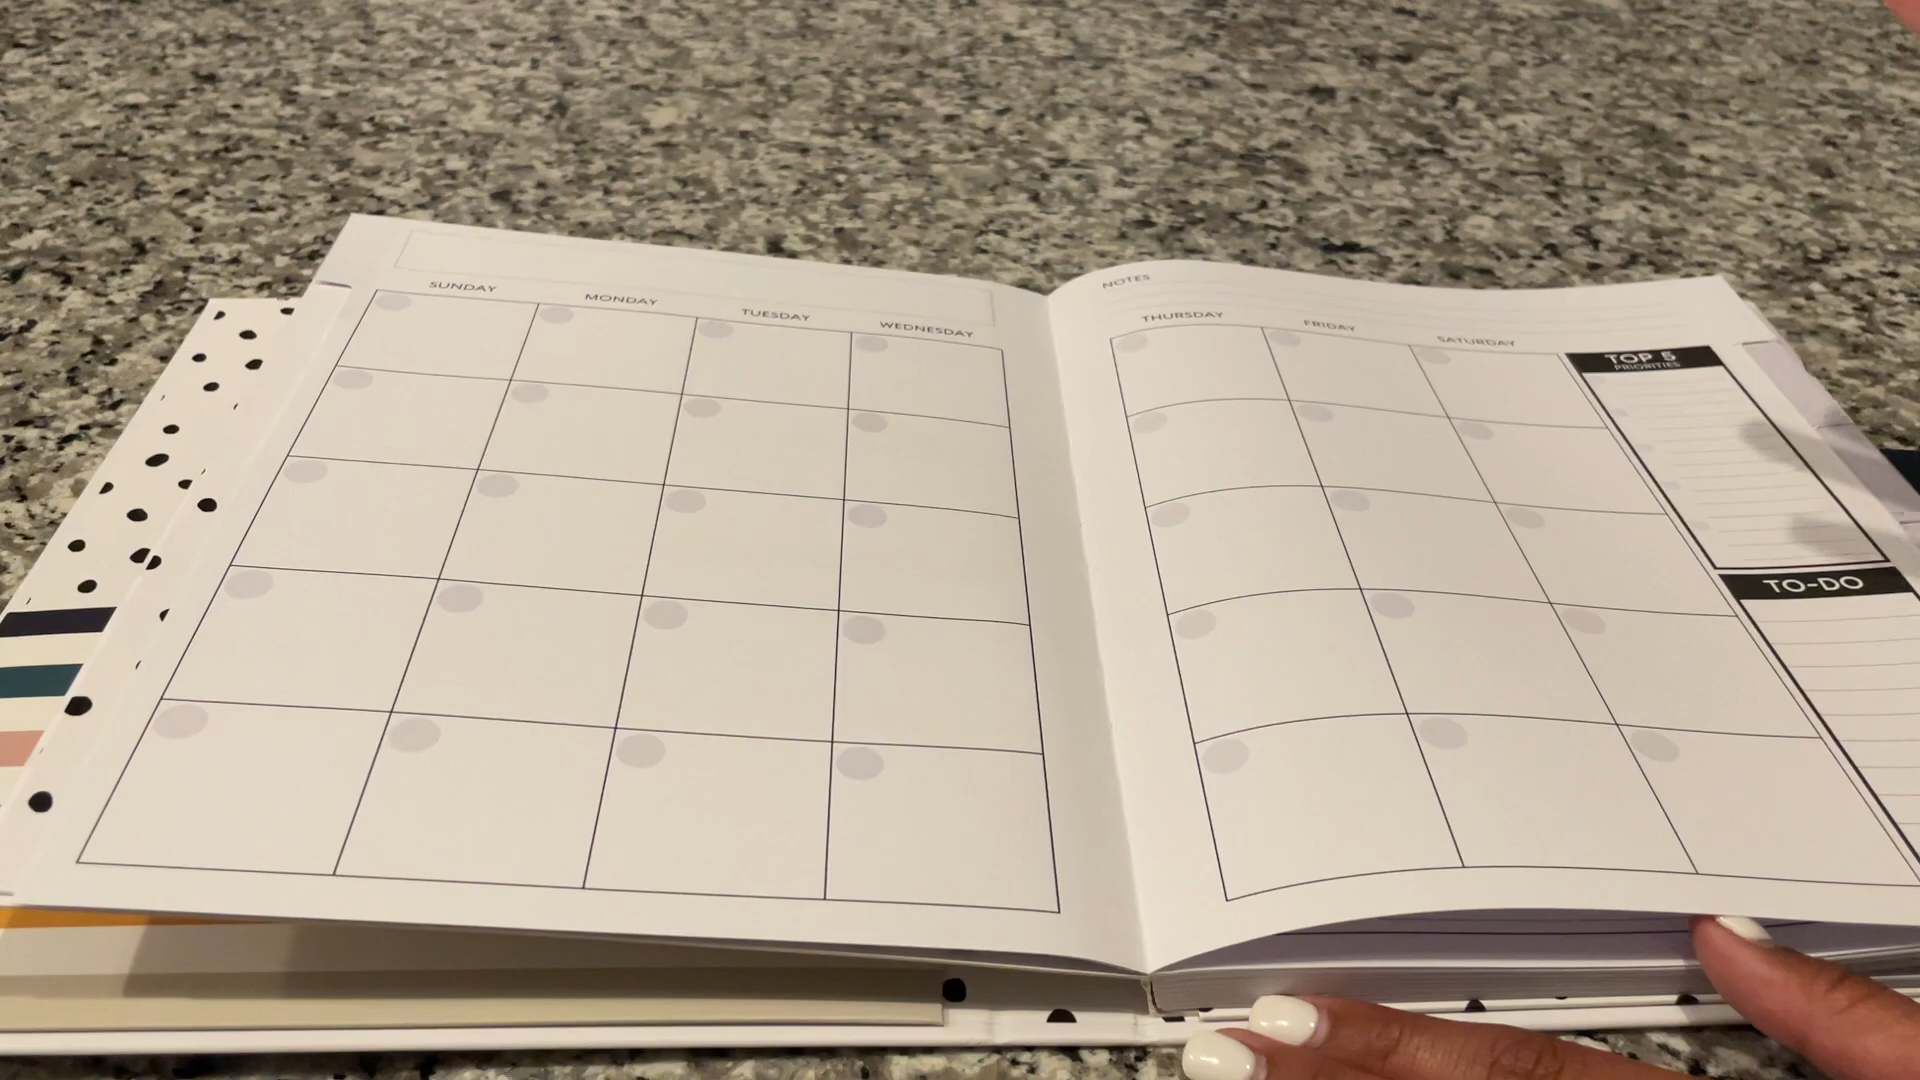 SUNDAY
MONDAY
TUESDAY
WEDNESDAY
NOTES
THURSDAY
FRIDAY
SATURDAY
TOP 5
PRIORITIES
TO-DO